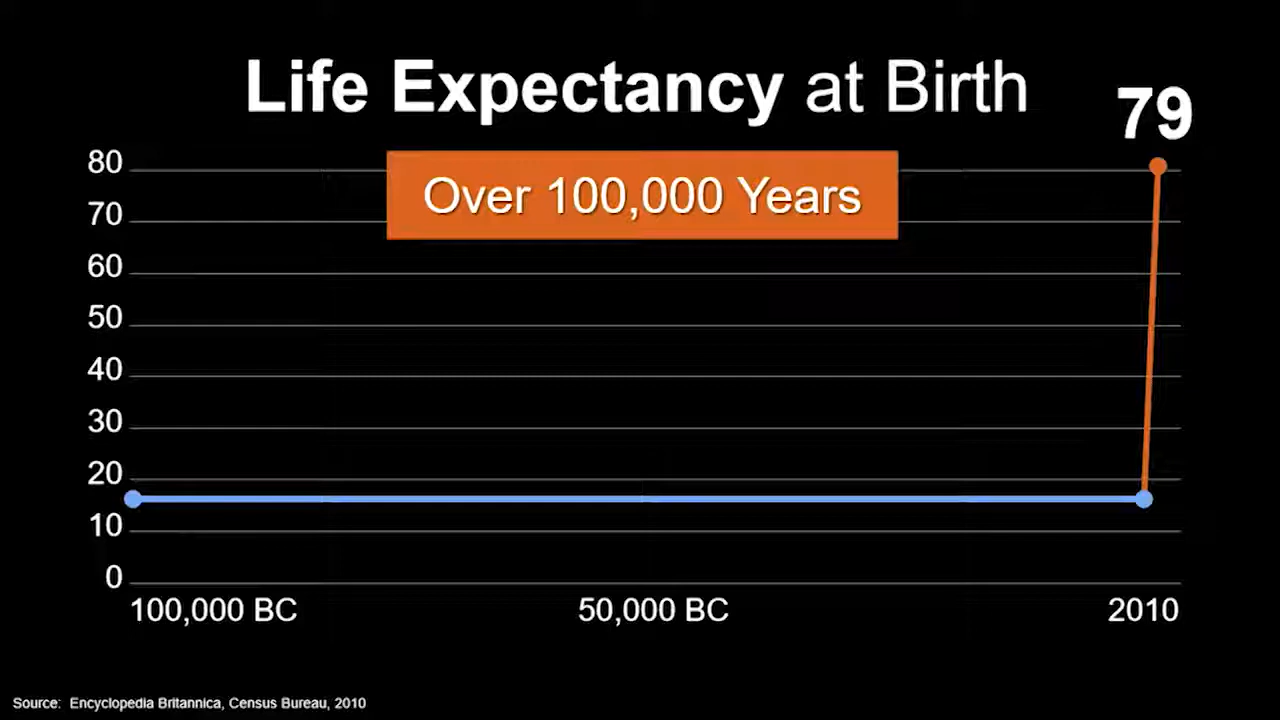 Life Expectancy at Birth
79
Over 100,000 Years
80
70
60
50
40
30
20
10
0
100,000 BC 50,000 BC 2010
Source: Encyclopedia Britannica, Census Bureau, 2010